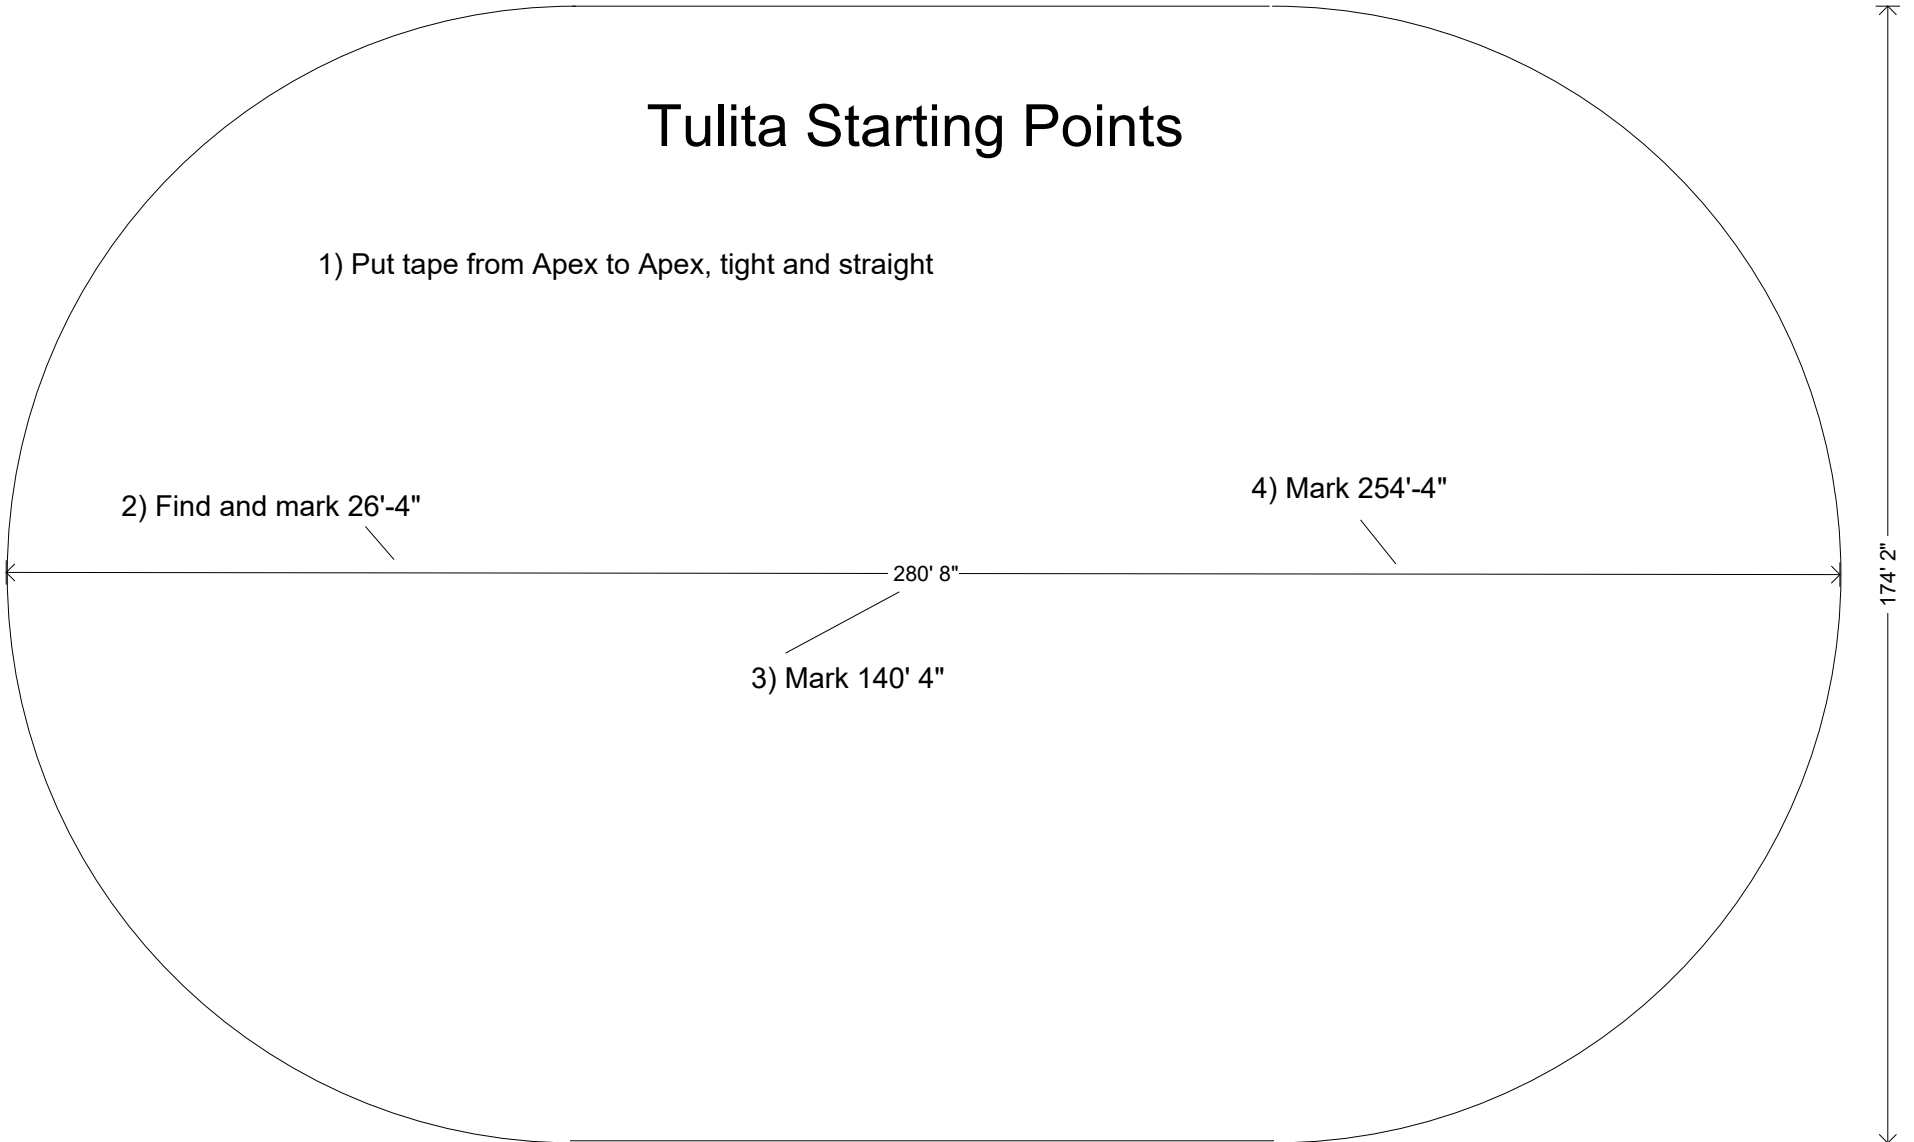 Tulita Starting Points
1) Put tape from Apex to Apex, tight and straight
2) Find and mark 26'-4"
4) Mark 254'-4"
280' 8"
174' 2"
3) Mark 140' 4"